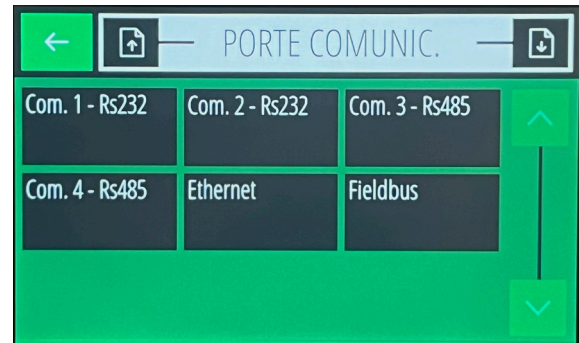 PORTE COMUNIC.
Com. 1 - Rs232
Com. 2 - Rs232
Com. 3 - Rs485
Com. 4 - Rs485
Ethernet
Fieldbus